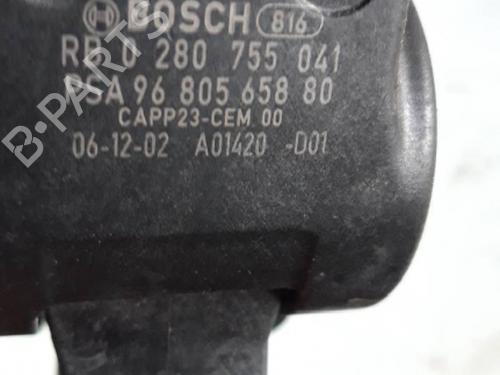 BOSCH 816
RB 0 280 755 041
PSA 96 805 658 80
CAPP23-CEM 00
06-12-02 A01420 -D01